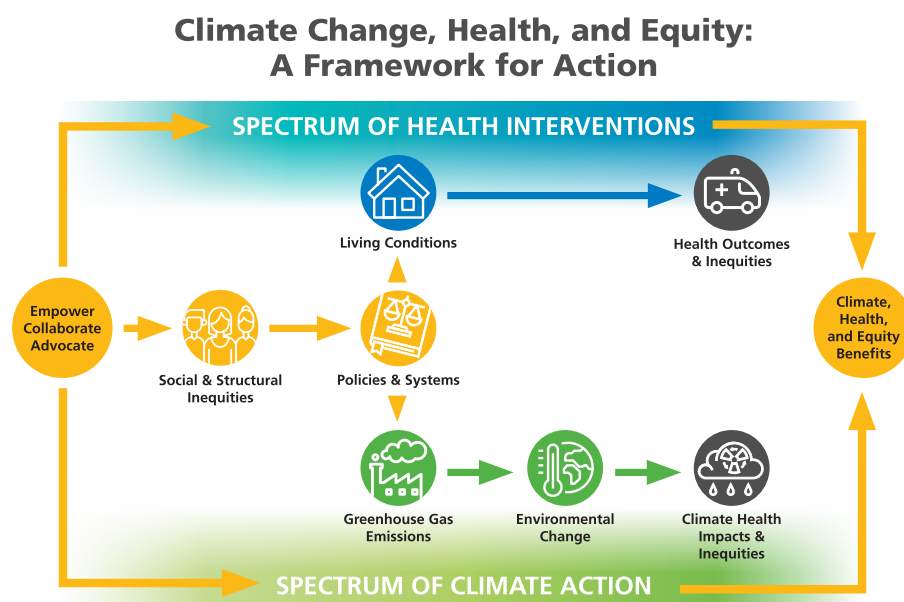 Climate Change, Health, and Equity:
A Framework for Action
SPECTRUM OF HEALTH INTERVENTIONS
Living Conditions
Health Outcomes
& Inequities
Empower
Collaborate
Advocate
Social & Structural
Inequities
Policies & Systems
Climate,
Health,
and Equity
Benefits
Greenhouse Gas
Emissions
Environmental
Change
Climate Health
Impacts &
Inequities
SPECTRUM OF CLIMATE ACTION